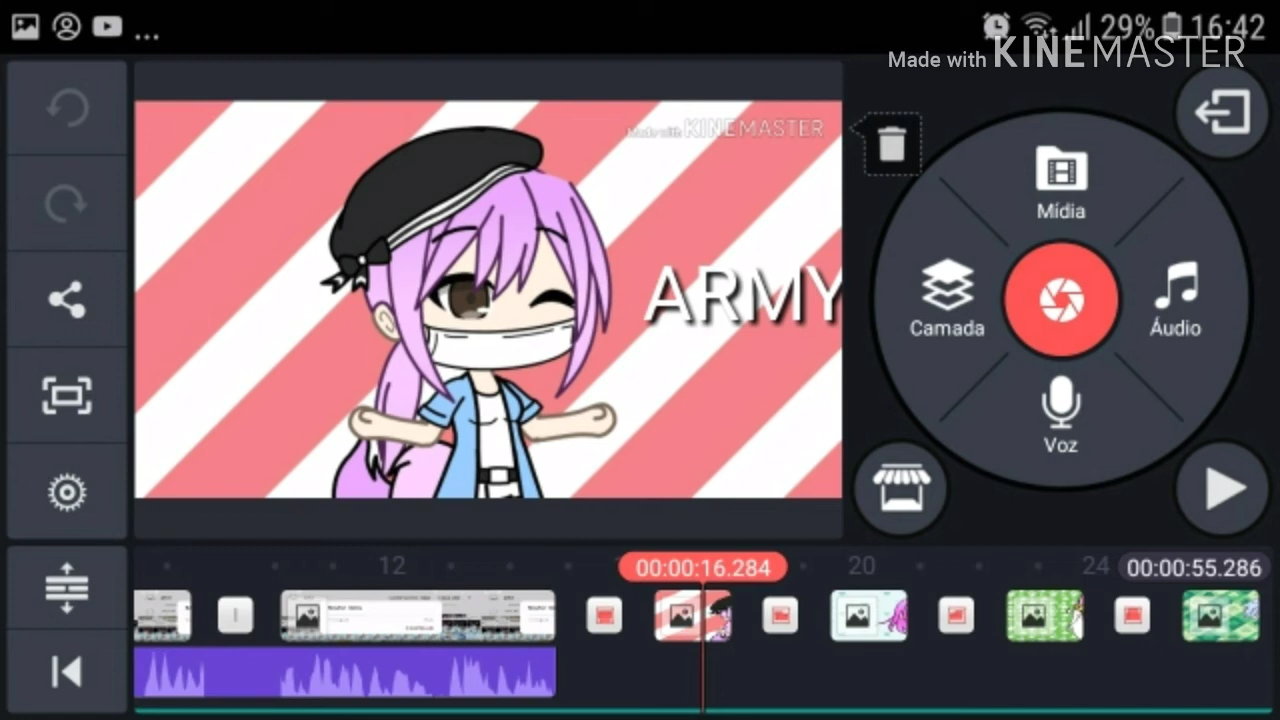 ... 29% 16:42
Made with KINEMASTER
Made with KINEMASTER
Mídia
ARMY
Camada
Áudio
Voz
12
00:00:16.284
20
24
00:00:55.286